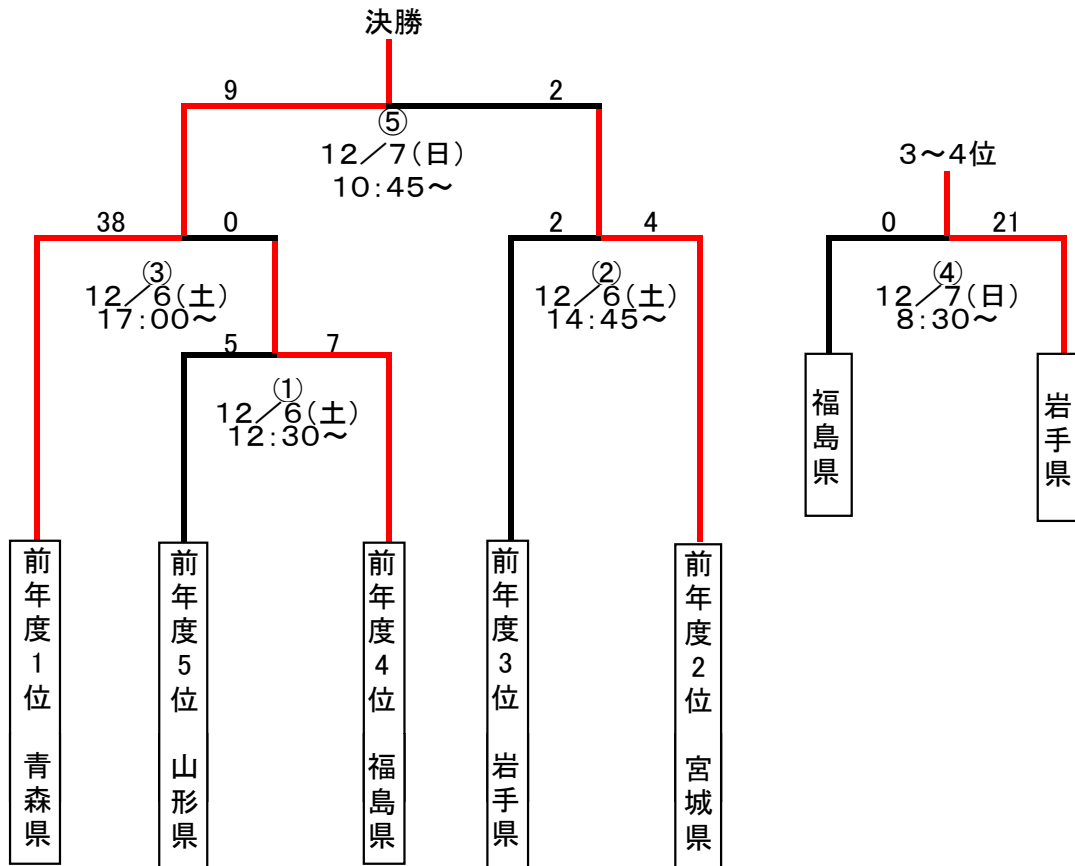 決勝
9 2
⑤
12／7(日)
10:45～
3～4位
38 0
2 4
0 21
③
12／6(土)
17:00～
②
12／6(土)
14:45～
④
12／7(日)
8:30～
5 7
①
12／6(土)
12:30～
福島県
岩手県
前年度1位 青森県
前年度5位 山形県
前年度4位 福島県
前年度3位 岩手県
前年度2位 宮城県